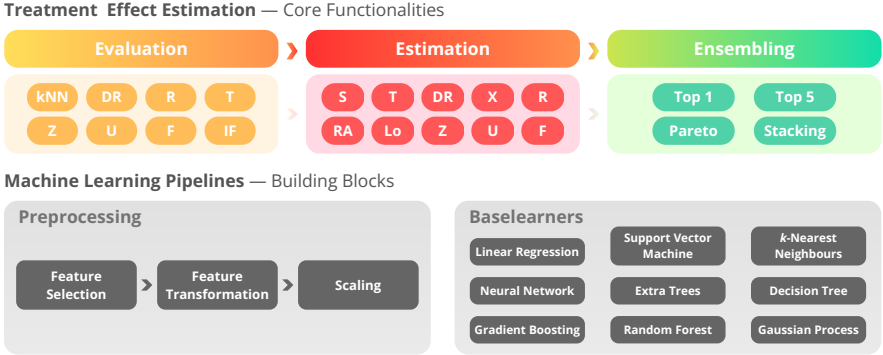 Treatment Effect Estimation — Core Functionalities
Evaluation
Estimation
Ensembling
kNN DR R T
Z U F IF
S T DR X R
RA Lo Z U F
Top 1 Top 5
Pareto Stacking
Machine Learning Pipelines — Building Blocks
Preprocessing
Feature
Selection
Feature
Transformation
Scaling
Baselearners
Linear Regression
Support Vector
Machine
k-Nearest
Neighbours
Neural Network
Extra Trees
Decision Tree
Gradient Boosting
Random Forest
Gaussian Process